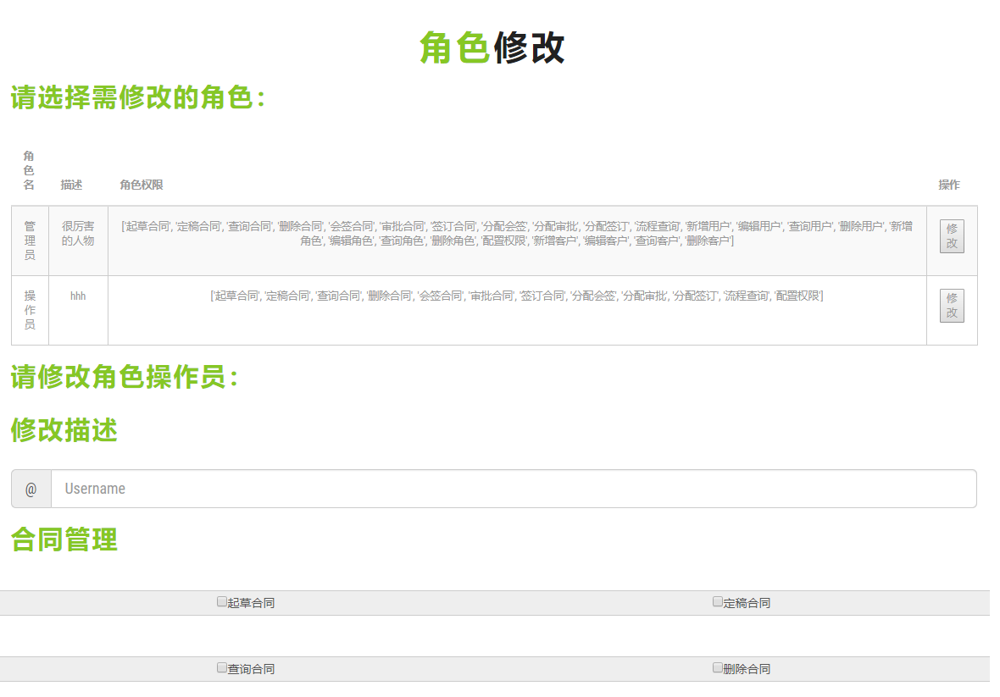 角色修改
请选择需修改的角色：
角
色
名
描述
角色权限
操作
管
理
员
很厉害
的人物
['起草合同', '定稿合同', '查询合同', '删除合同', '会签合同', '审批合同', '签订合同', '分配会签', '分配审批', '分配签订', '流程查询', '新增用户', '编辑用户', '查询用户', '删除用户', '新增
角色', '编辑角色', '查询角色', '删除角色', '配置权限', '新增客户', '编辑客户', '查询客户', '删除客户']
修
改
操
作
员
hhh
['起草合同', '定稿合同', '查询合同', '删除合同', '会签合同', '审批合同', '签订合同', '分配会签', '分配审批', '分配签订', '流程查询', '配置权限']
修
改
请修改角色操作员：
修改描述
@ Username
合同管理
起草合同
定稿合同
查询合同
删除合同